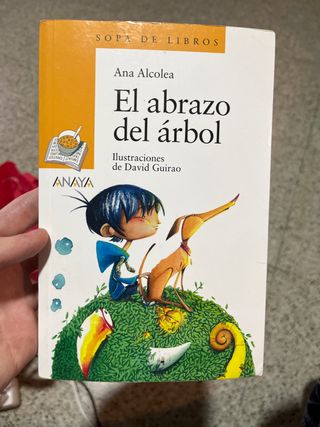 SOPA DE LIBROS
Ana Alcolea
El abrazo
del árbol
Ilustraciones
de David Guirao
ANAYA